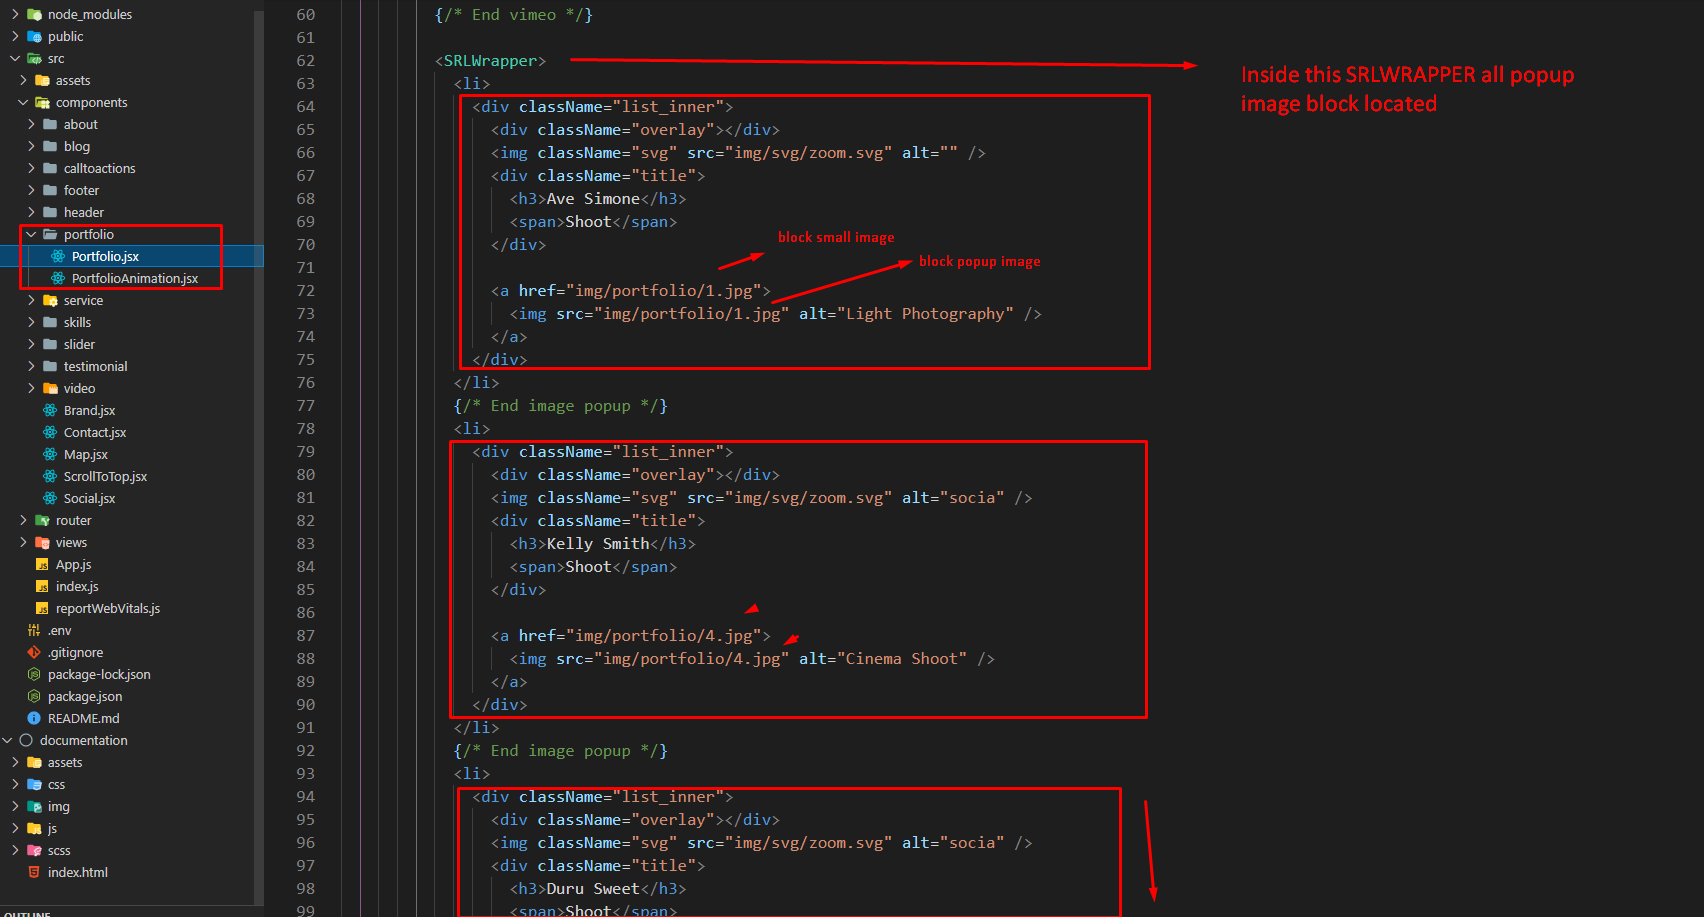 node_modules
public
src
assets
components
about
blog
calltoactions
footer
header
portfolio
Portfolio.jsx
PortfolioAnimation.jsx
service
skills
slider
testimonial
video
Brand.jsx
Contact.jsx
Map.jsx
ScrollToTop.jsx
Social.jsx
router
views
App.js
index.js
reportWebVitals.js
.env
.gitignore
package-lock.json
package.json
README.md
documentation
assets
css
img
js
scss
index.html
OUTLINE
60 {/* End vimeo */}
61
62 <SRLWrapper>
63 <li>
64 <div className="list_inner">
65 <div className="overlay"></div>
66 <img className="svg" src="img/svg/zoom.svg" alt="" />
67 <div className="title">
68 <h3>Ave Simone</h3>
69 <span>Shoot</span>
70 </div>
71
72 <a href="img/portfolio/1.jpg">
73 <img src="img/portfolio/1.jpg" alt="Light Photography" />
74 </a>
75 </div>
76 </li>
77 {/* End image popup */}
78 <li>
79 <div className="list_inner">
80 <div className="overlay"></div>
81 <img className="svg" src="img/svg/zoom.svg" alt="socia" />
82 <div className="title">
83 <h3>Kelly Smith</h3>
84 <span>Shoot</span>
85 </div>
86
87 <a href="img/portfolio/4.jpg">
88 <img src="img/portfolio/4.jpg" alt="Cinema Shoot" />
89 </a>
90 </div>
91 </li>
92 {/* End image popup */}
93 <li>
94 <div className="list_inner">
95 <div className="overlay"></div>
96 <img className="svg" src="img/svg/zoom.svg" alt="socia" />
97 <div className="title">
98 <h3>Duru Sweet</h3>
99 <span>Shoot</span>
Inside this SRLWRAPPER all popup
image block located
block small image
block popup image